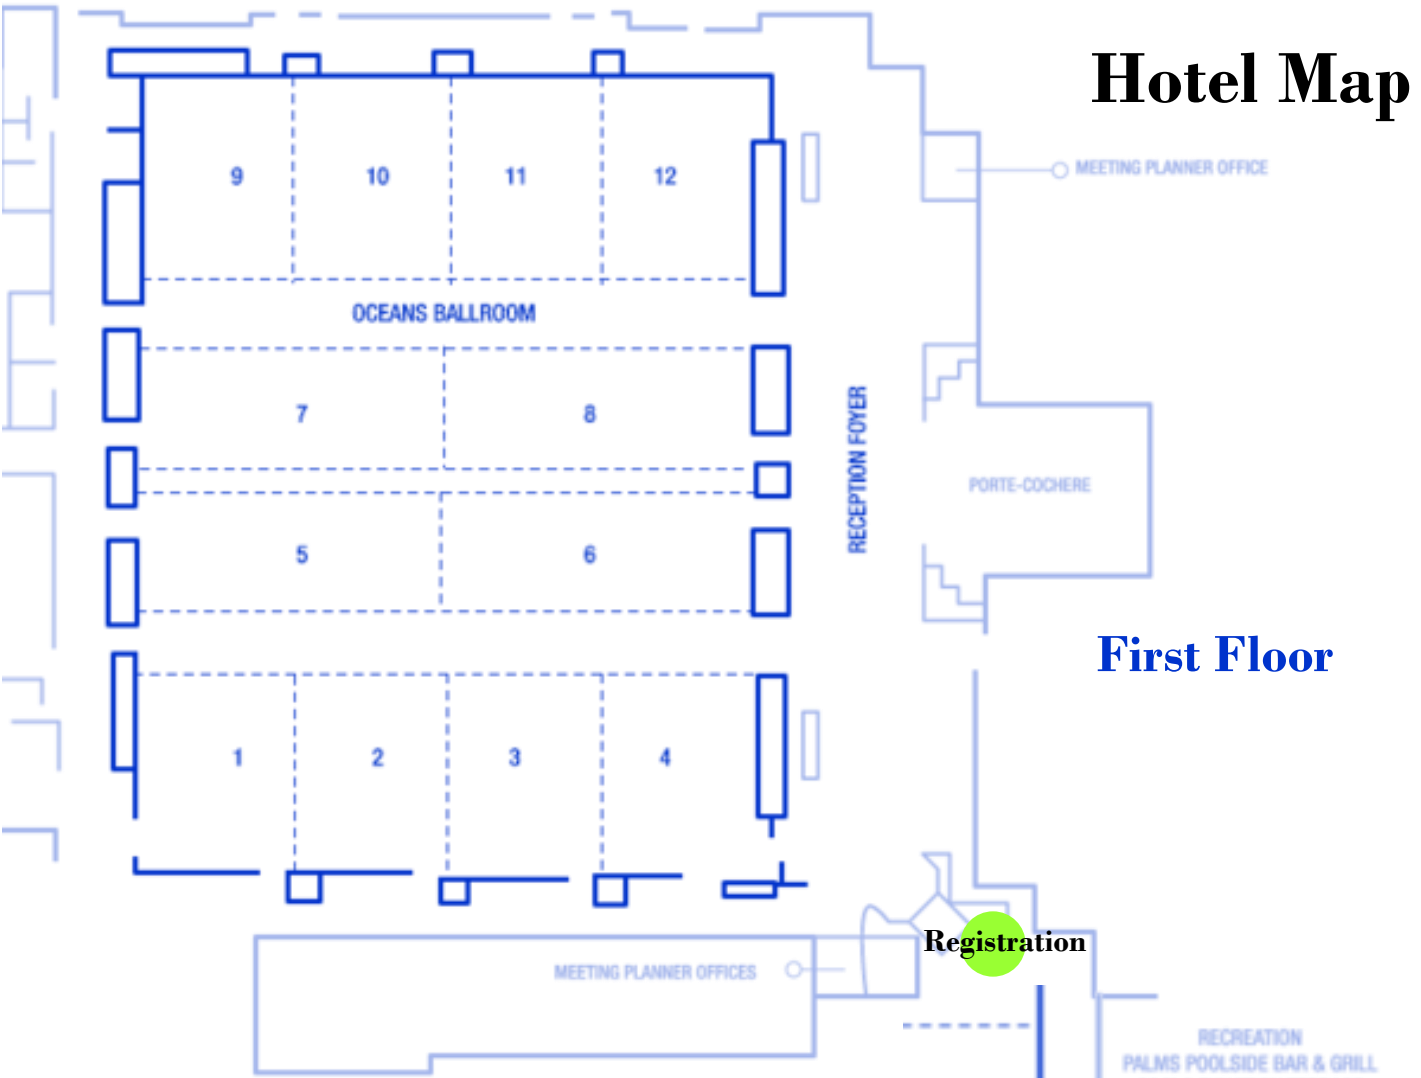 Hotel Map
MEETING PLANNER OFFICE
9
10
11
12
OCEANS BALLROOM
7
8
RECEPTION FOYER
PORTE-COCHERE
5
6
First Floor
1
2
3
4
Registration
MEETING PLANNER OFFICES
RECREATION
PALMS POOLSIDE BAR & GRILL